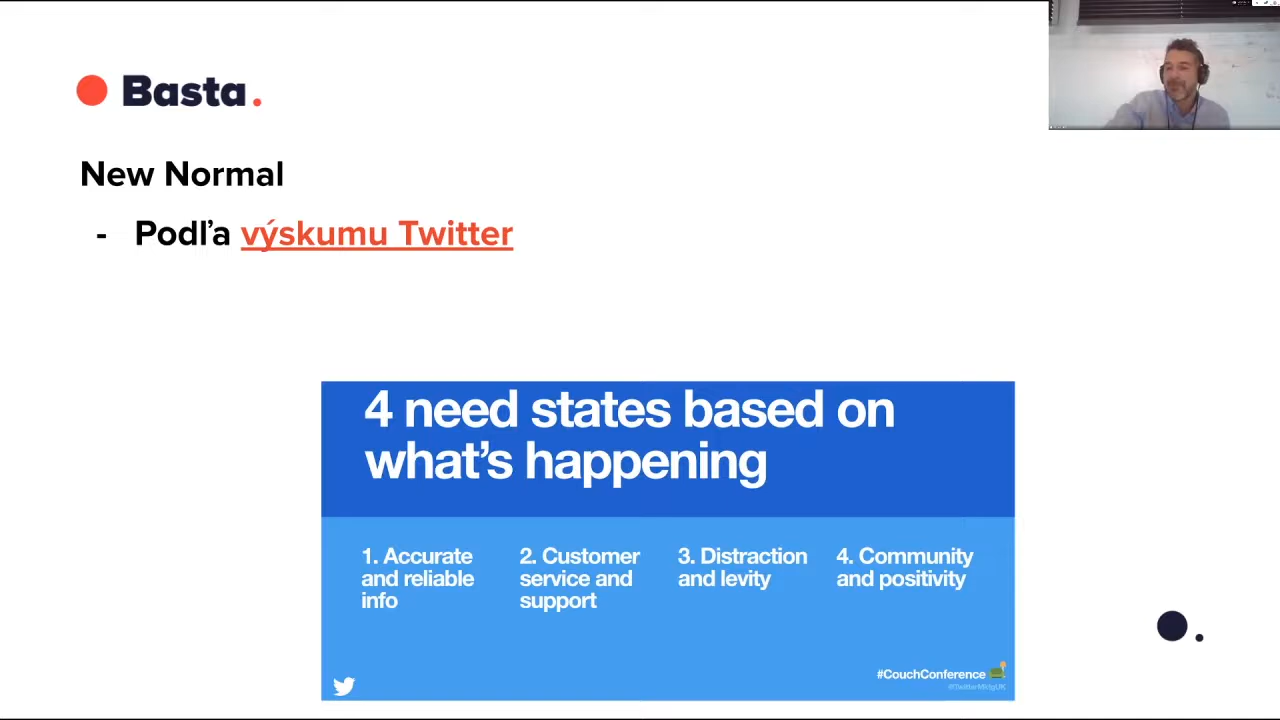 Basta.
New Normal
- Podľa výskumu Twitter
4 need states based on
what's happening
1. Accurate
and reliable
info
2. Customer
service and
support
3. Distraction
and levity
4. Community
and positivity
#CouchConference
@TwitterMktgUK